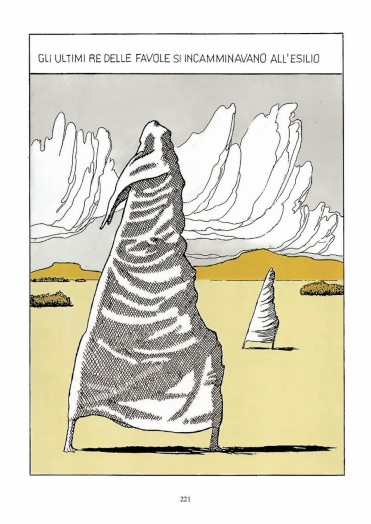 GLI ULTIMI RE DELLE FAVOLE SI INCAMMINAVANO ALL'ESILIO
221